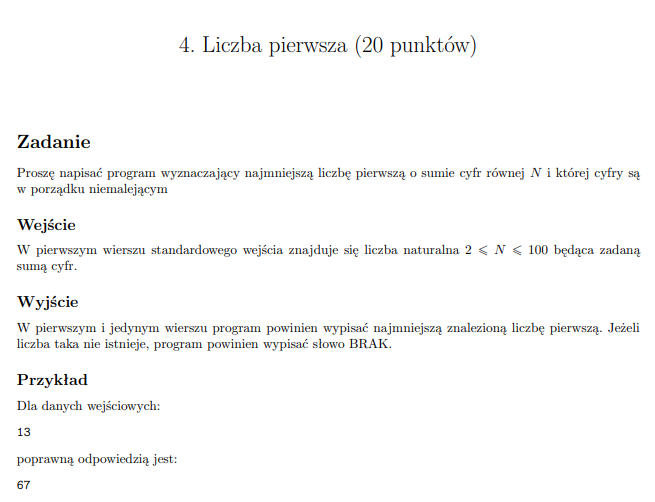 4. Liczba pierwsza (20 punktów)
Zadanie
Proszę napisać program wyznaczający najmniejszą liczbę pierwszą o sumie cyfr równej N i której cyfry są
w porządku niemalejącym
Wejście
W pierwszym wierszu standardowego wejścia znajduje się liczba naturalna 2 ⩽ N ⩽ 100 będąca zadaną
sumą cyfr.
Wyjście
W pierwszym i jedynym wierszu program powinien wypisać najmniejszą znalezioną liczbę pierwszą. Jeżeli
liczba taka nie istnieje, program powinien wypisać słowo BRAK.
Przykład
Dla danych wejściowych:
13
poprawną odpowiedzią jest:
67